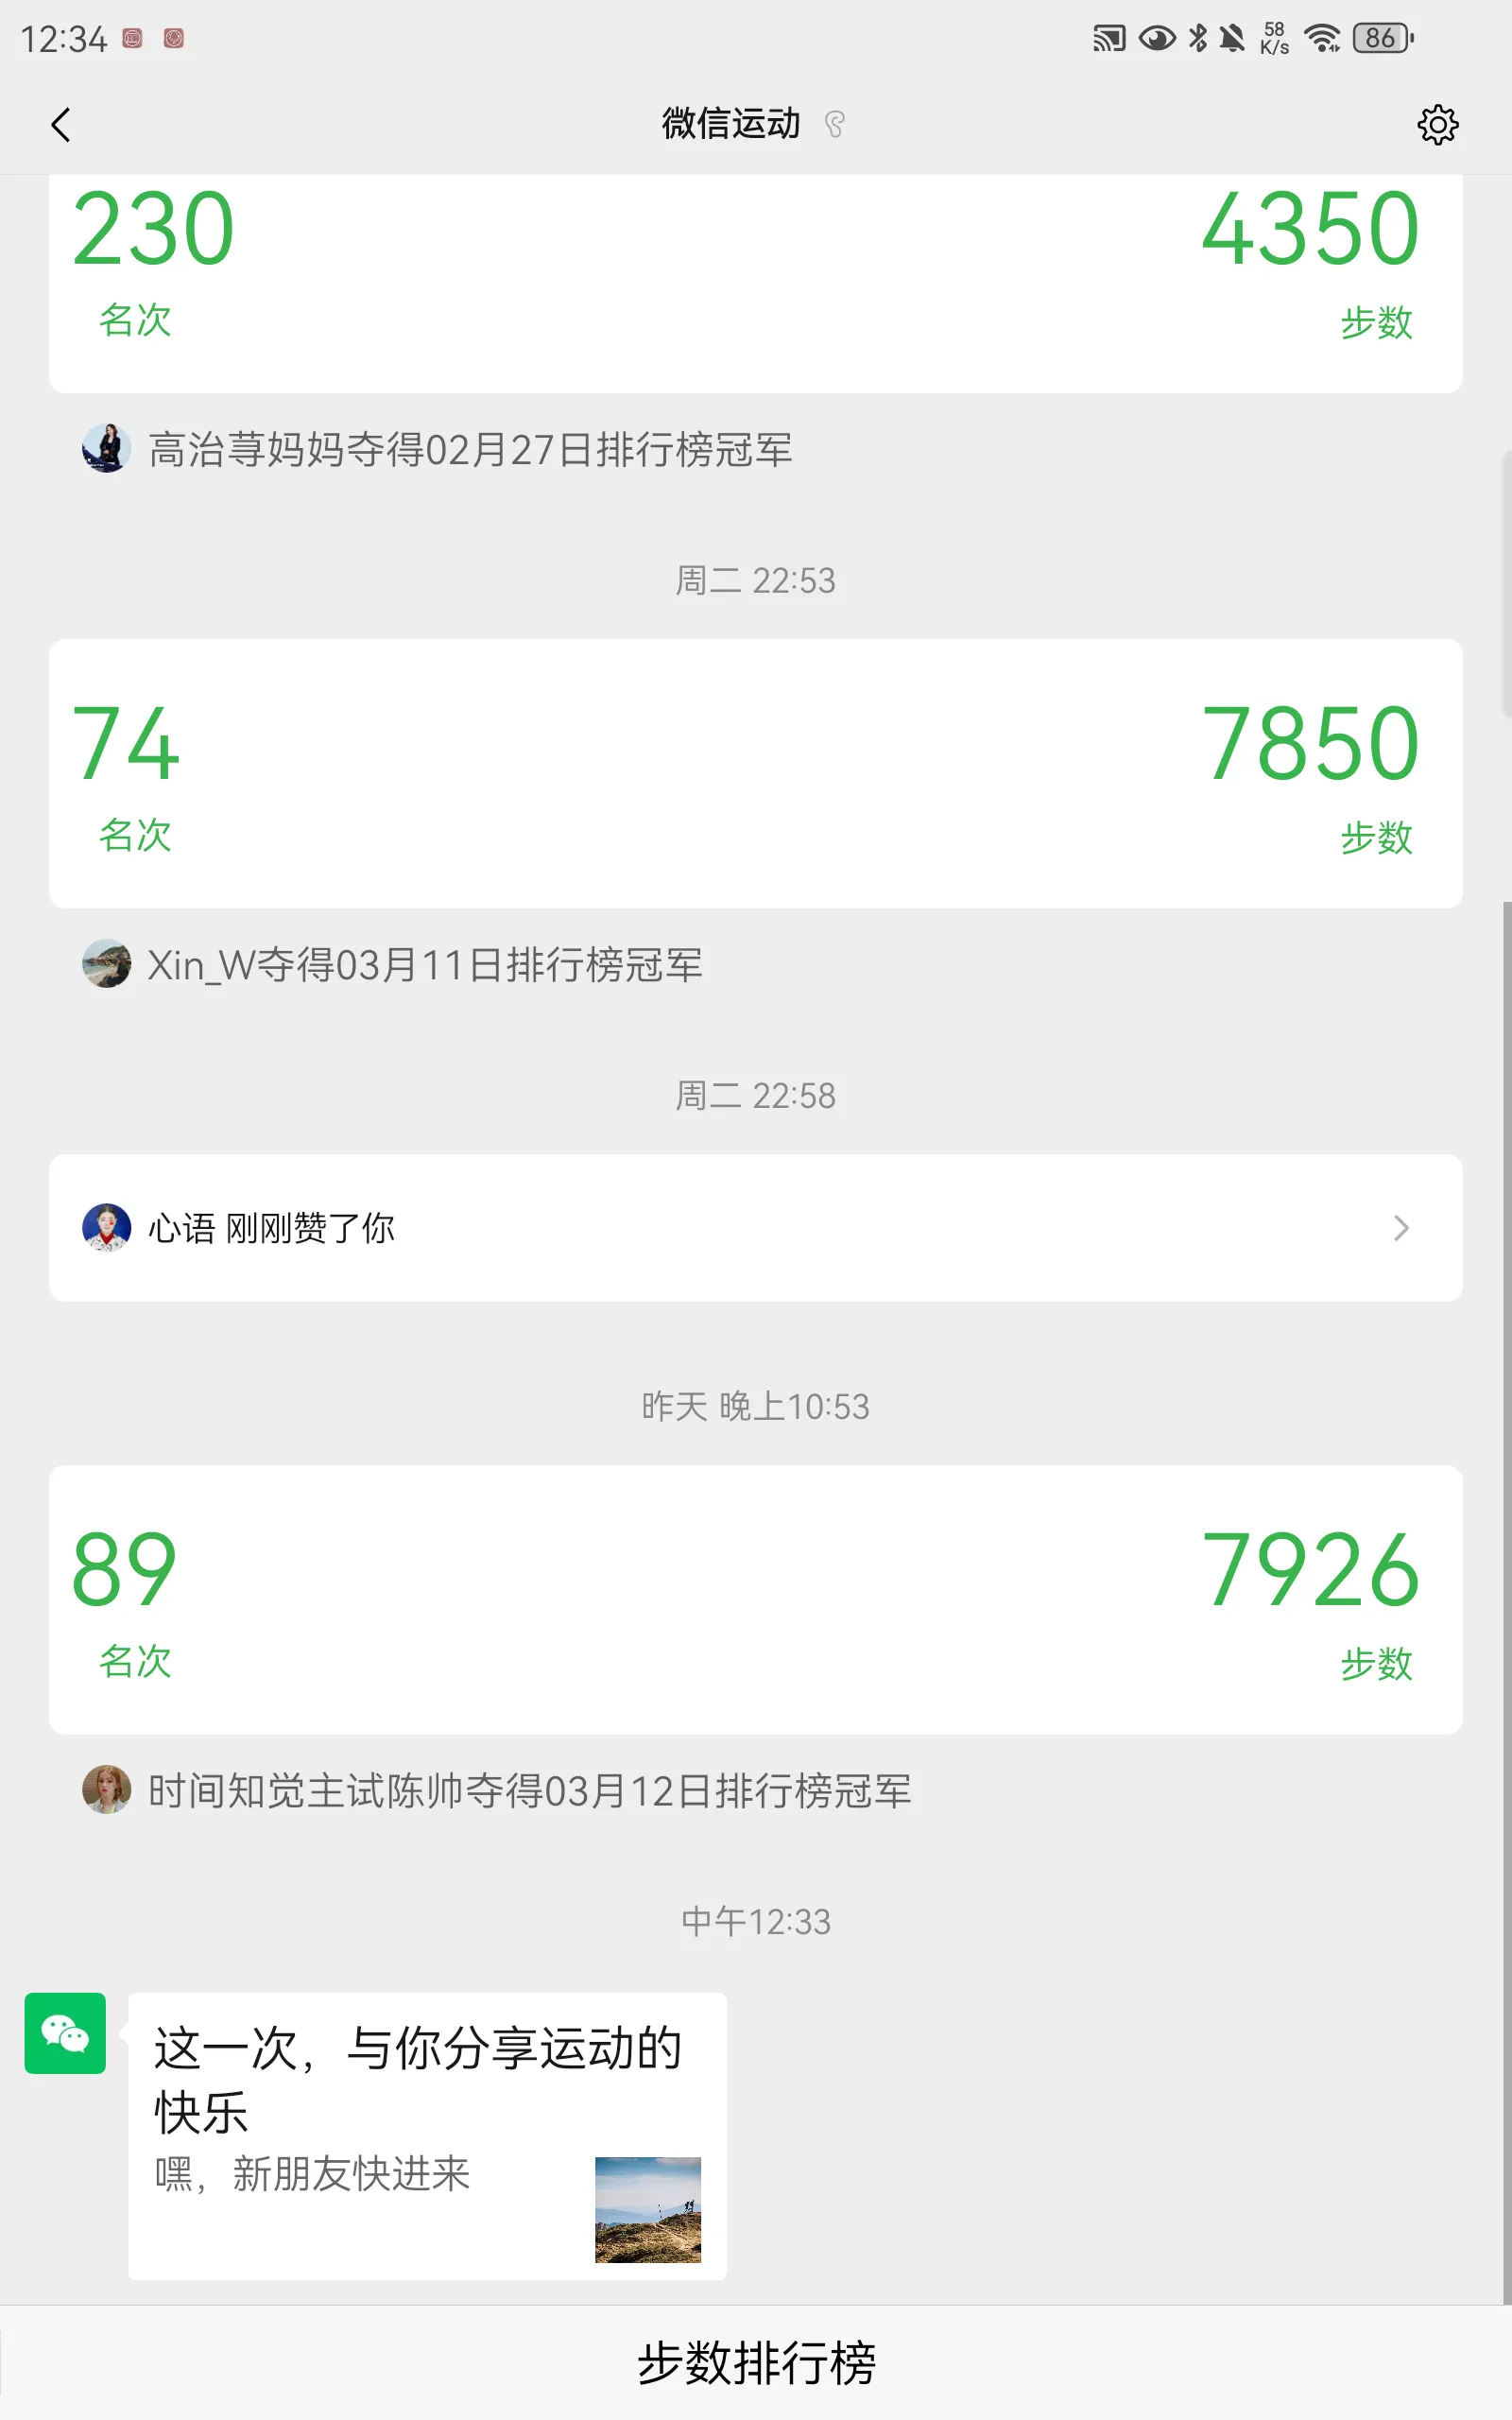 12:34
58
K/s
86
微信运动
230
4350
名次
步数
高治荨妈妈夺得02月27日排行榜冠军
周二 22:53
74
7850
名次
步数
Xin_W夺得03月11日排行榜冠军
周二 22:58
心语 刚刚赞了你
昨天 晚上10:53
89
7926
名次
步数
时间知觉主试陈帅夺得03月12日排行榜冠军
中午12:33
这一次，与你分享运动的
快乐
嘿，新朋友快进来
步数排行榜